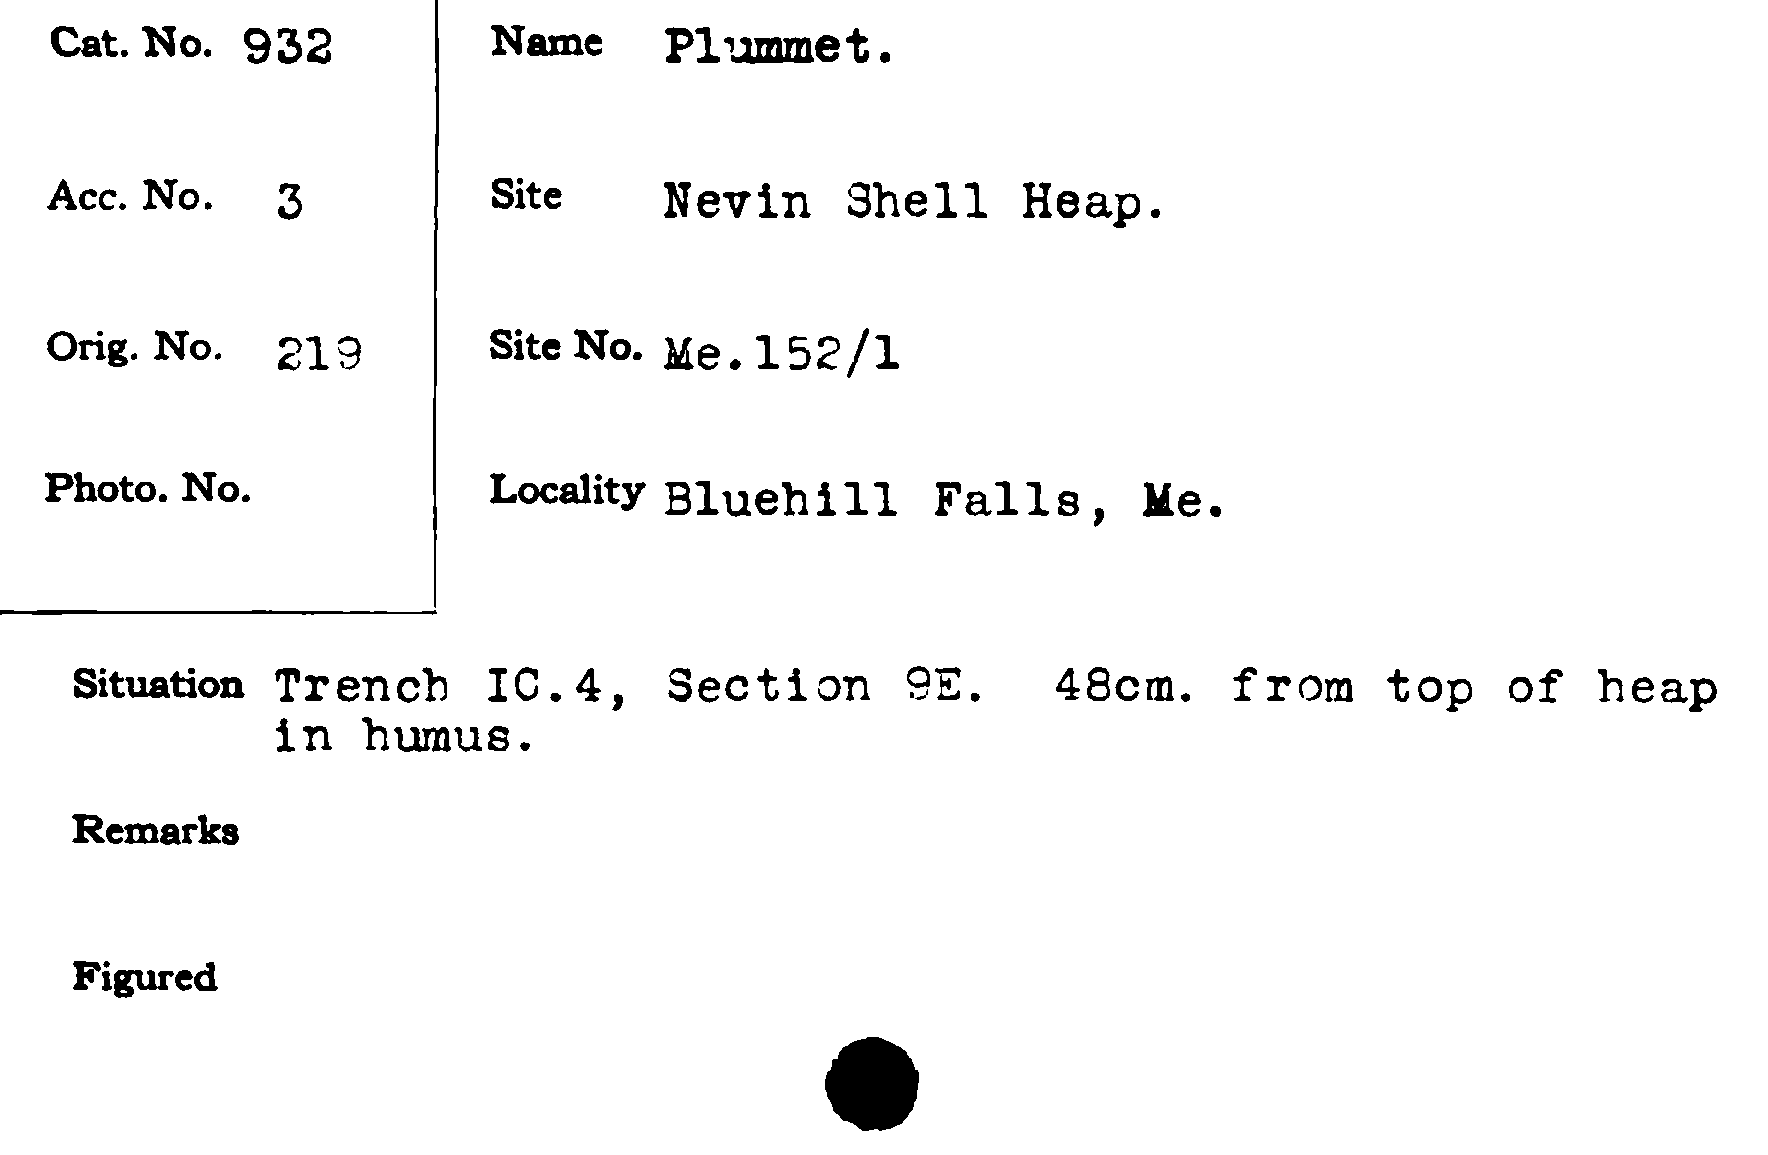 Cat. No. 932
Name Plummet.
Acc. No. 3
Site Nevin Shell Heap.
Orig. No. 219
Site No. Me.152/1
Photo. No.
Locality Bluehill Falls, Me.
Situation Trench IC.4, Section 9E. 48cm. from top of heap
in humus.
Remarks
Figured